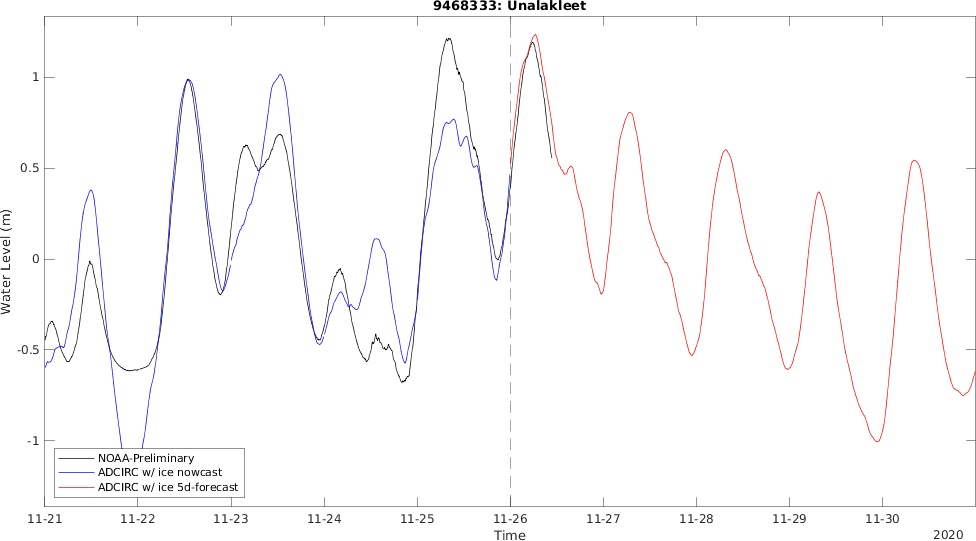 9468333: Unalakleet
Water Level (m)
1
0.5
0
-0.5
-1
NOAA-Preliminary
ADCIRC w/ ice nowcast
ADCIRC w/ ice 5d-forecast
11-21 11-22 11-23 11-24 11-25 11-26 11-27 11-28 11-29 11-30
Time
2020